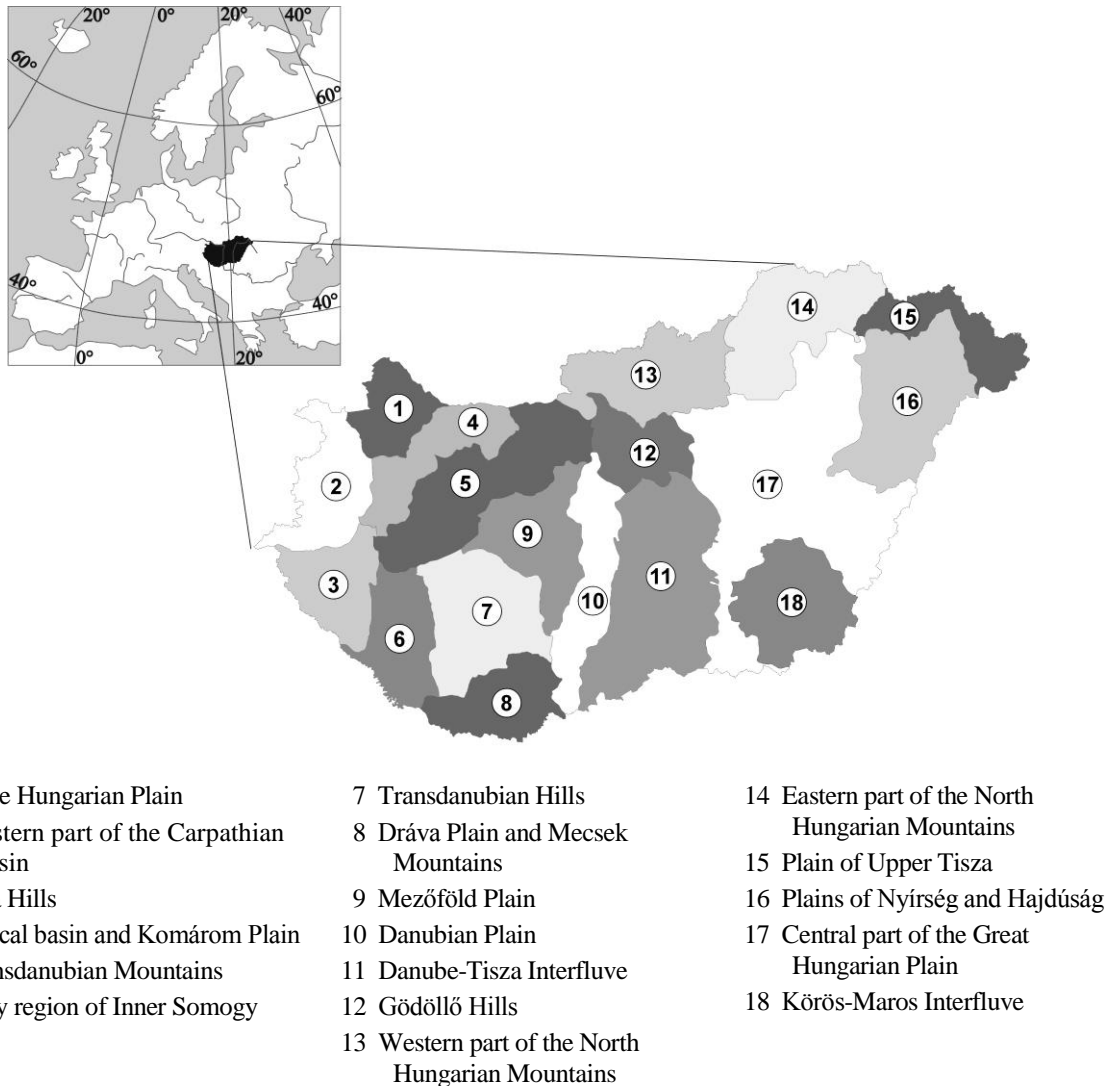 20° 0° 20° 40°
60°
60°
40°
40°
0° 20°
14
15
13
1
16
4
12
5
2
17
9
3
11
10
18
7
6
8
e Hungarian Plain
stern part of the Carpathian
sin
a Hills
cal basin and Komárom Plain
nsdanubian Mountains
y region of Inner Somogy
7 Transdanubian Hills
8 Dráva Plain and Mecsek
Mountains
9 Mezőföld Plain
10 Danubian Plain
11 Danube-Tisza Interfluve
12 Gödöllő Hills
13 Western part of the North
Hungarian Mountains
14 Eastern part of the North
Hungarian Mountains
15 Plain of Upper Tisza
16 Plains of Nyírség and Hajdúság
17 Central part of the Great
Hungarian Plain
18 Körös-Maros Interfluve